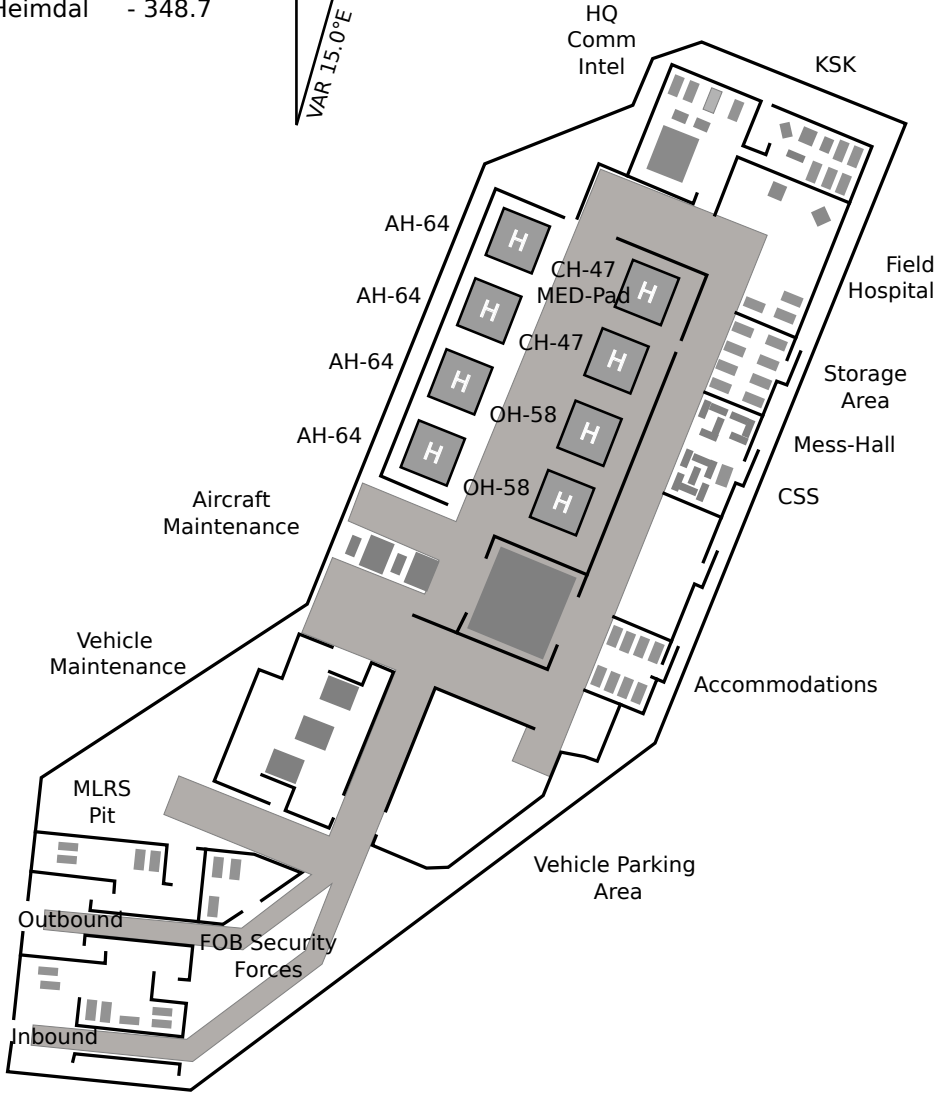 Heimdal - 348.7
VAR 15.0°E
HQ
Comm
Intel
KSK
AH-64
H
CH-47
MED-Pad
H
Field
Hospital
AH-64
H
CH-47
H
AH-64
H
Storage
Area
OH-58
H
AH-64
H
Mess-Hall
OH-58
H
CSS
Aircraft
Maintenance
Vehicle
Maintenance
Accommodations
MLRS
Pit
Vehicle Parking
Area
Outbound
FOB Security
Forces
Inbound